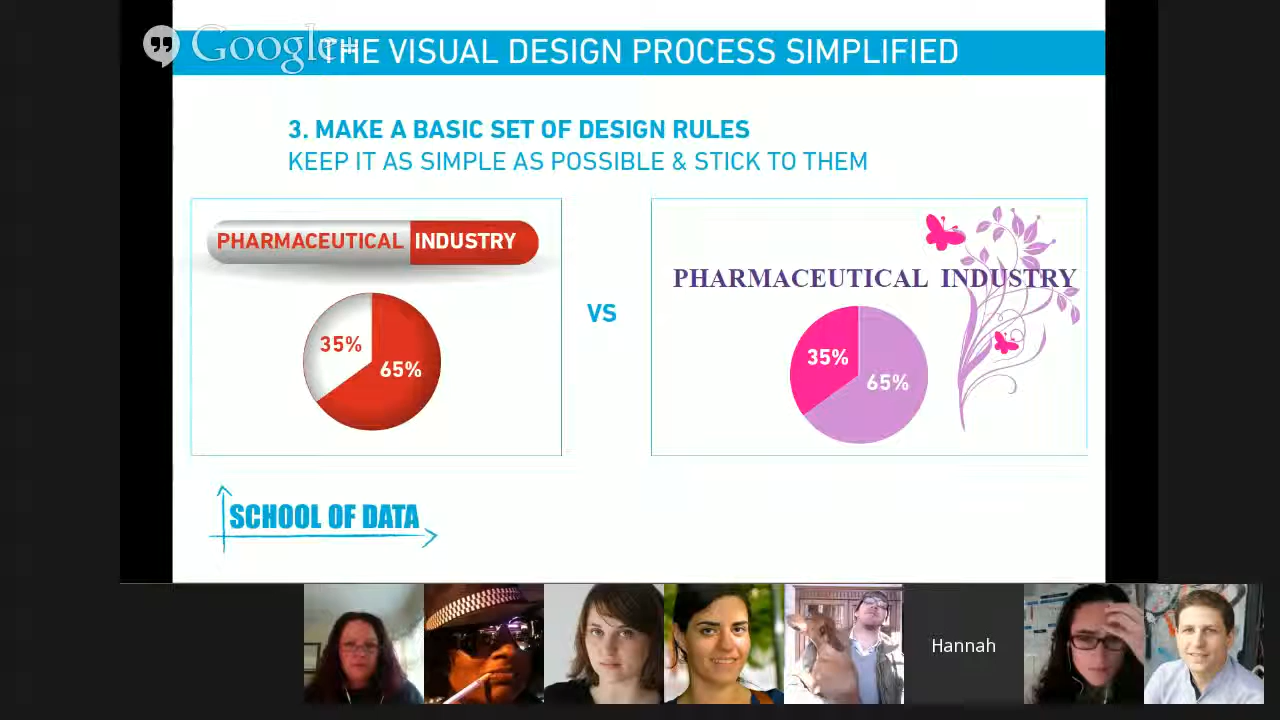 Google+
THE VISUAL DESIGN PROCESS SIMPLIFIED
3. MAKE A BASIC SET OF DESIGN RULES
KEEP IT AS SIMPLE AS POSSIBLE & STICK TO THEM
PHARMACEUTICAL INDUSTRY
35%
65%
VS
PHARMACEUTICAL INDUSTRY
35%
65%
SCHOOL OF DATA
Hannah